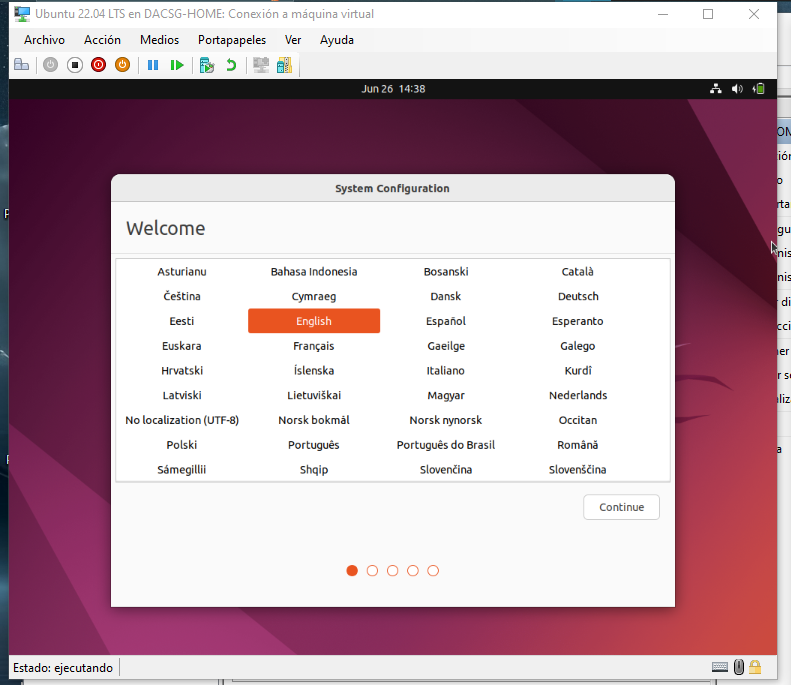 Ubuntu 22.04 LTS en DACSG-HOME: Conexión a máquina virtual
Archivo Acción Medios Portapapeles Ver Ayuda
Jun 26 14:38
System Configuration
Welcome
Asturianu Bahasa Indonesia Bosanski Català
Čeština Cymraeg Dansk Deutsch
Eesti English Español Esperanto
Euskara Français Gaeilge Galego
Hrvatski Íslenska Italiano Kurdî
Latviski Lietuviškai Magyar Nederlands
No localization (UTF-8) Norsk bokmål Norsk nynorsk Occitan
Polski Português Português do Brasil Română
Sámegillii Shqip Slovenčina Slovenščina
Continue
Estado: ejecutando